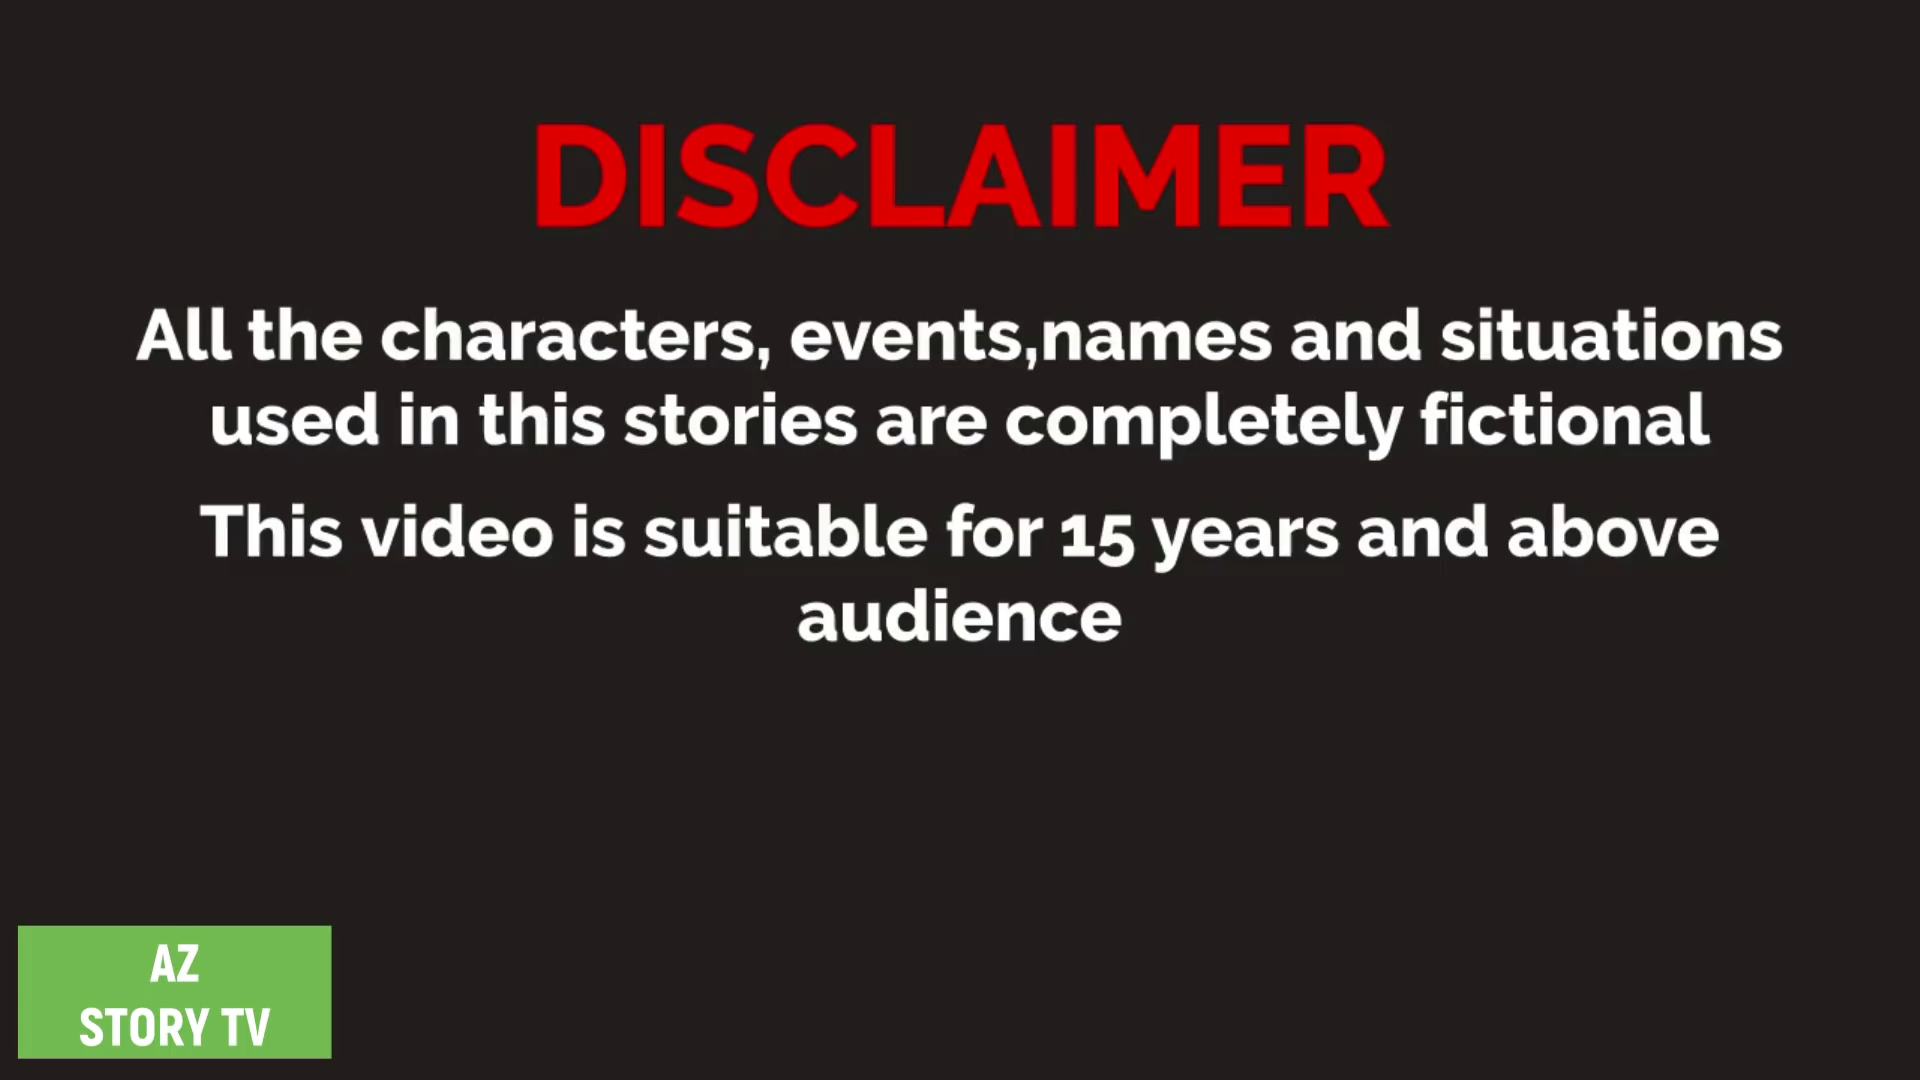 DISCLAIMER
All the characters, events,names and situations
used in this stories are completely fictional
This video is suitable for 15 years and above
audience
AZ
STORY TV